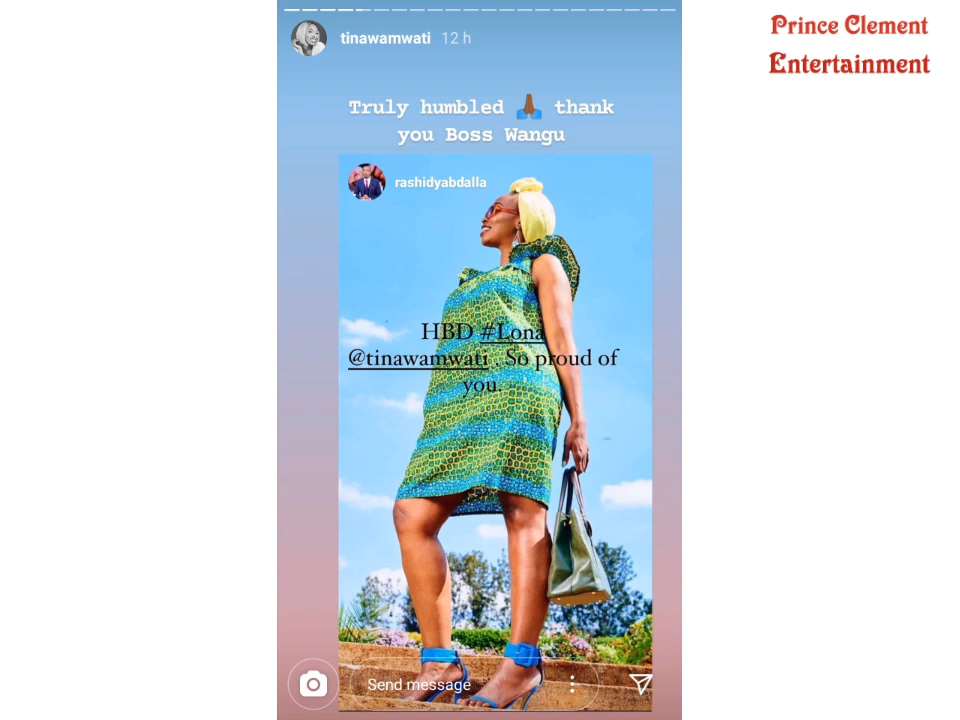 Prince Clement
Entertainment
tinawamwati 12 h
Truly humbled 🙏🏾 thank
you Boss Wangu
rashidyabdalla
HBD #Lona
@tinawamwati . So proud of
you.
Send message